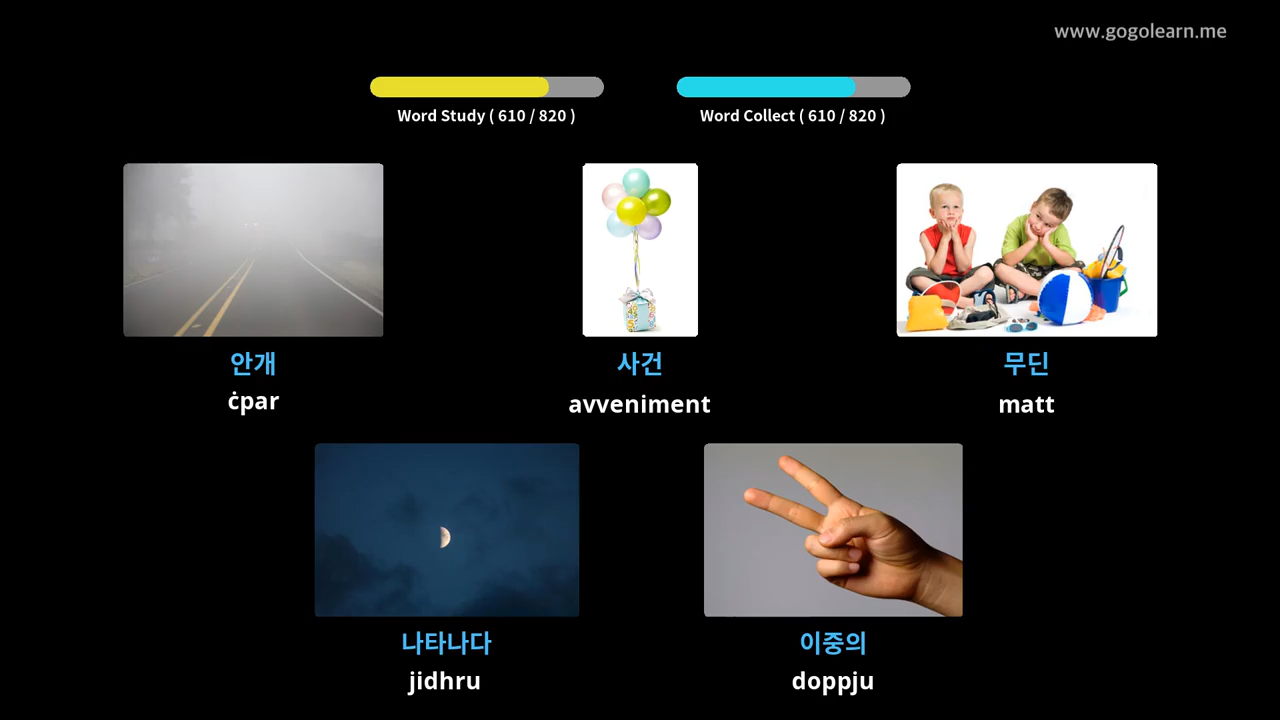 www.gogolearn.me
Word Study ( 610 / 820 )
Word Collect ( 610 / 820 )
안개
ċpar
사건
avveniment
무딘
matt
나타나다
jidhru
이중의
doppju